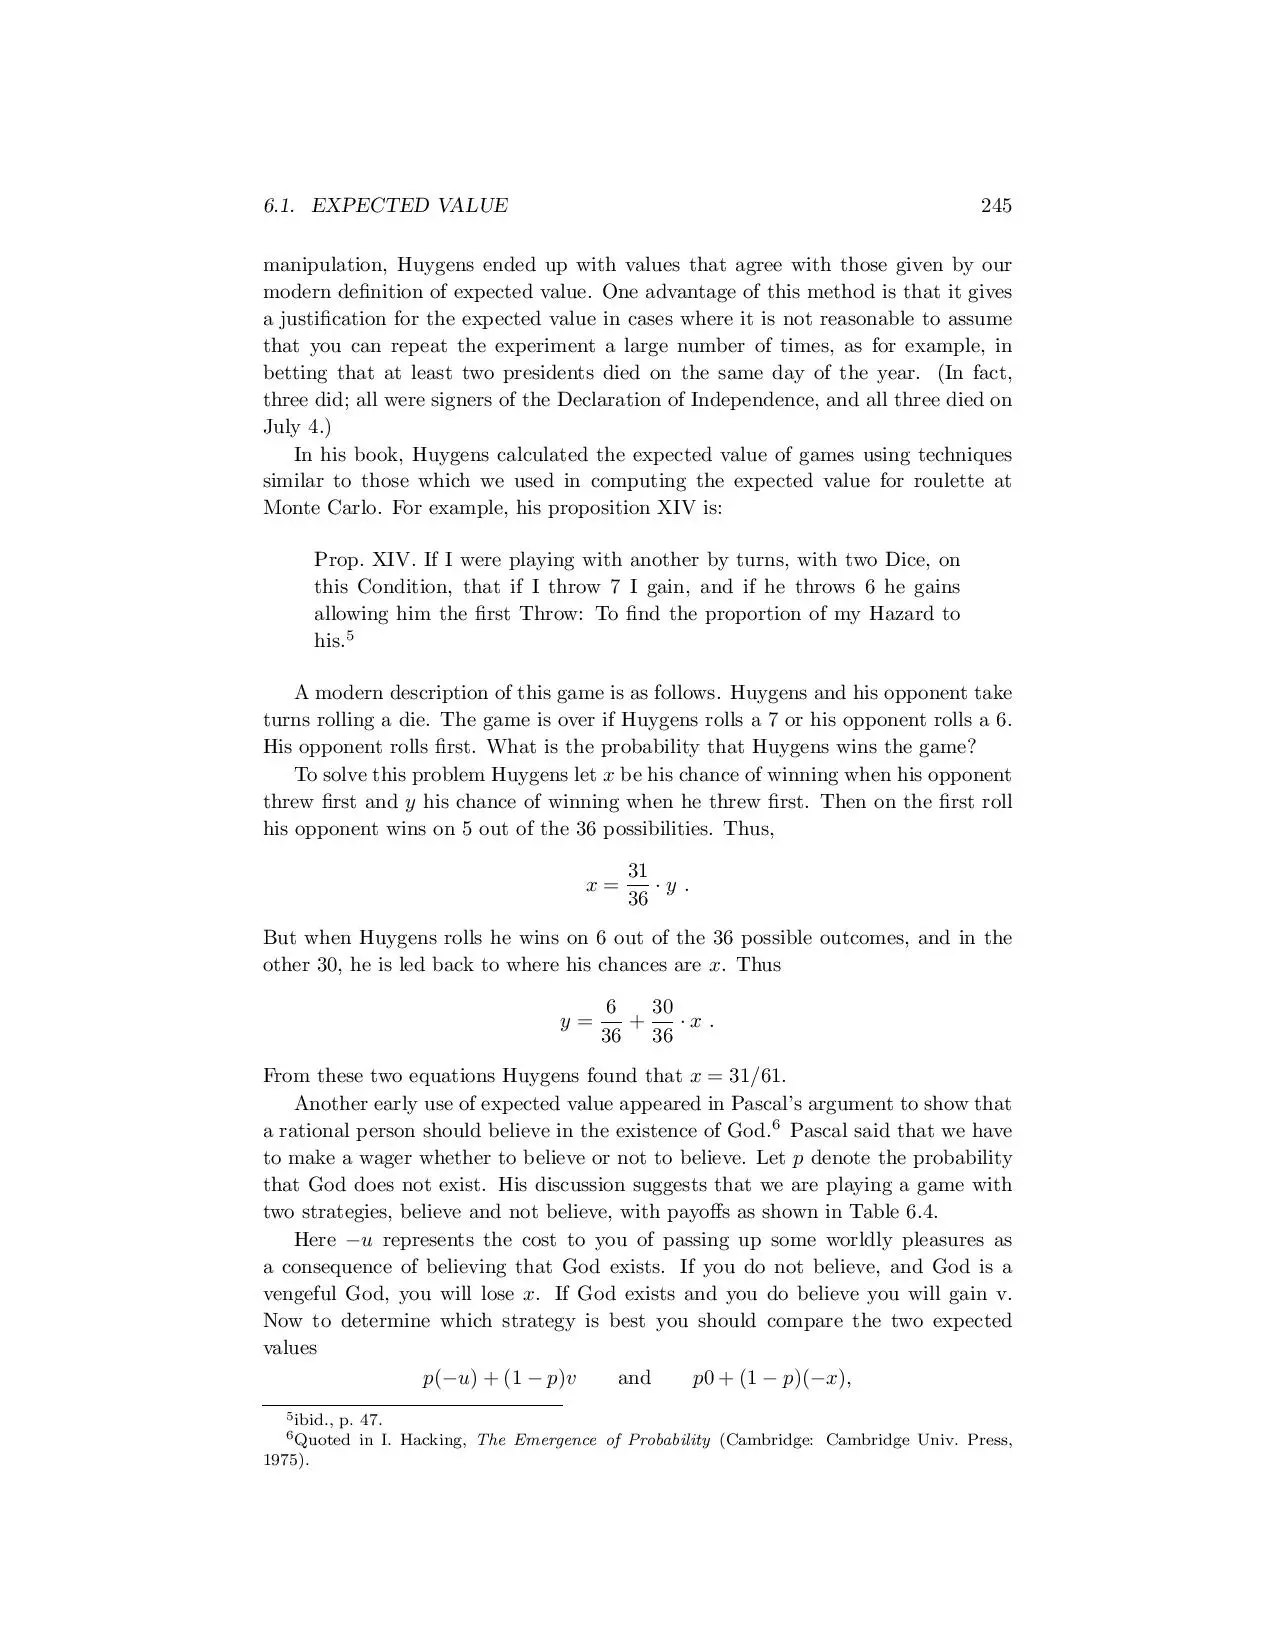 6.1. EXPECTED VALUE 245
manipulation, Huygens ended up with values that agree with those given by our
modern definition of expected value. One advantage of this method is that it gives
a justification for the expected value in cases where it is not reasonable to assume
that you can repeat the experiment a large number of times, as for example, in
betting that at least two presidents died on the same day of the year. (In fact,
three did; all were signers of the Declaration of Independence, and all three died on
July 4.)
In his book, Huygens calculated the expected value of games using techniques
similar to those which we used in computing the expected value for roulette at
Monte Carlo. For example, his proposition XIV is:
Prop. XIV. If I were playing with another by turns, with two Dice, on
this Condition, that if I throw 7 I gain, and if he throws 6 he gains
allowing him the first Throw: To find the proportion of my Hazard to
his.⁵
A modern description of this game is as follows. Huygens and his opponent take
turns rolling a die. The game is over if Huygens rolls a 7 or his opponent rolls a 6.
His opponent rolls first. What is the probability that Huygens wins the game?
To solve this problem Huygens let x be his chance of winning when his opponent
threw first and y his chance of winning when he threw first. Then on the first roll
his opponent wins on 5 out of the 36 possibilities. Thus,
x = 31/36 · y .
But when Huygens rolls he wins on 6 out of the 36 possible outcomes, and in the
other 30, he is led back to where his chances are x. Thus
y = 6/36 + 30/36 · x .
From these two equations Huygens found that x = 31/61.
Another early use of expected value appeared in Pascal's argument to show that
a rational person should believe in the existence of God.⁶ Pascal said that we have
to make a wager whether to believe or not to believe. Let p denote the probability
that God does not exist. His discussion suggests that we are playing a game with
two strategies, believe and not believe, with payoffs as shown in Table 6.4.
Here −u represents the cost to you of passing up some worldly pleasures as
a consequence of believing that God exists. If you do not believe, and God is a
vengeful God, you will lose x. If God exists and you do believe you will gain v.
Now to determine which strategy is best you should compare the two expected
values
p(−u) + (1 − p)v and p0 + (1 − p)(−x),
⁵ibid., p. 47.
⁶Quoted in I. Hacking, The Emergence of Probability (Cambridge: Cambridge Univ. Press,
1975).